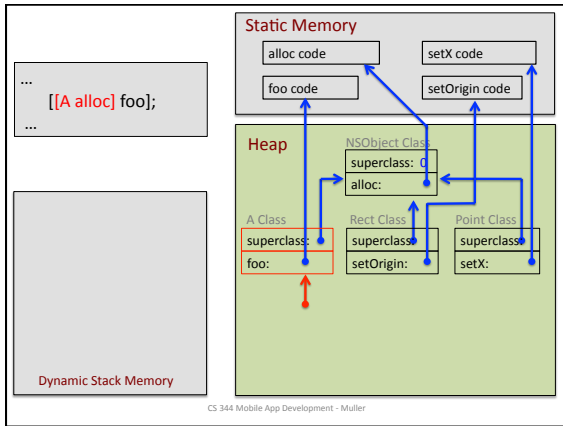 Static Memory
alloc code
setX code
foo code
setOrigin code
...
[[A alloc] foo];
...
Heap
NSObject Class
superclass: 0
alloc:
A Class
superclass:
foo:
Rect Class
superclass:
setOrigin:
Point Class
superclass:
setX:
Dynamic Stack Memory
CS 344 Mobile App Development - Muller